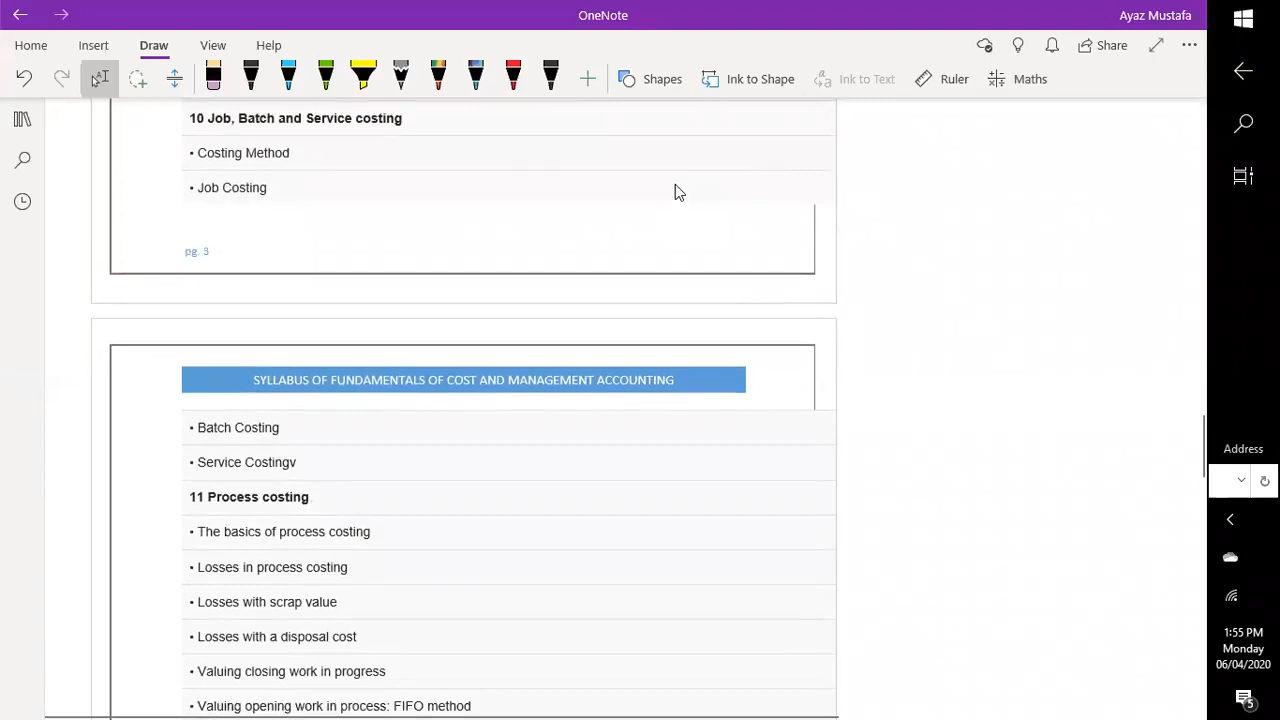 OneNote
Ayaz Mustafa
Home Insert Draw View Help
Share
Shapes Ink to Shape Ink to Text Ruler Maths
10 Job, Batch and Service costing
• Costing Method
• Job Costing
pg. 3
SYLLABUS OF FUNDAMENTALS OF COST AND MANAGEMENT ACCOUNTING
• Batch Costing
• Service Costingv
11 Process costing
• The basics of process costing
• Losses in process costing
• Losses with scrap value
• Losses with a disposal cost
• Valuing closing work in progress
• Valuing opening work in process: FIFO method
Address
1:55 PM
Monday
06/04/2020
5